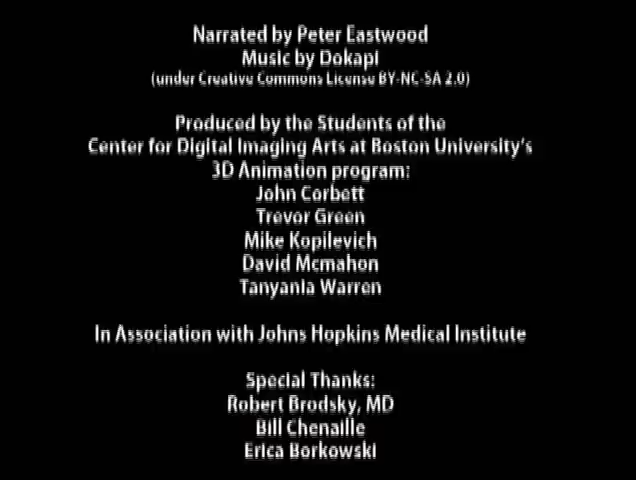 Narrated by Peter Eastwood
Music by Dokapi
(under Creative Commons License BY-NC-SA 2.0)
Produced by the Students of the
Center for Digital Imaging Arts at Boston University's
3D Animation program:
John Corbett
Trevor Green
Mike Kopilevich
David Mcmahon
Tanyania Warren
In Association with Johns Hopkins Medical Institute
Special Thanks:
Robert Brodsky, MD
Bill Chenaille
Erica Borkowski